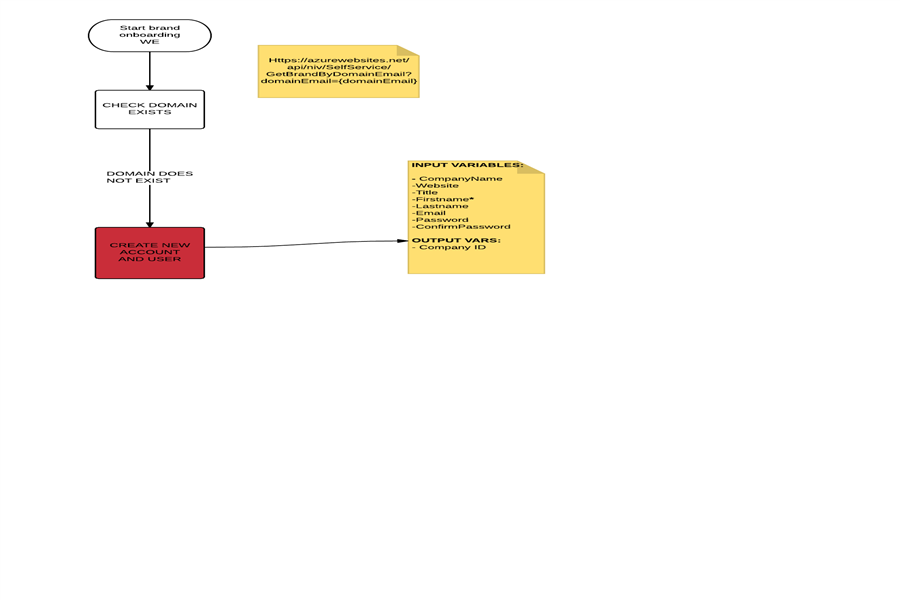 Start brand
onboarding
WE
Https://azurewebsites.net/
api/niv/SelfService/
GetBrandByDomainEmail?
domainEmail={domainEmail}
CHECK DOMAIN
EXISTS
DOMAIN DOES
NOT EXIST
CREATE NEW
ACCOUNT
AND USER
INPUT VARIABLES:
- CompanyName
-Website
-Title
-Firstname*
-Lastname
-Email
-Password
-ConfirmPassword
OUTPUT VARS:
- Company ID